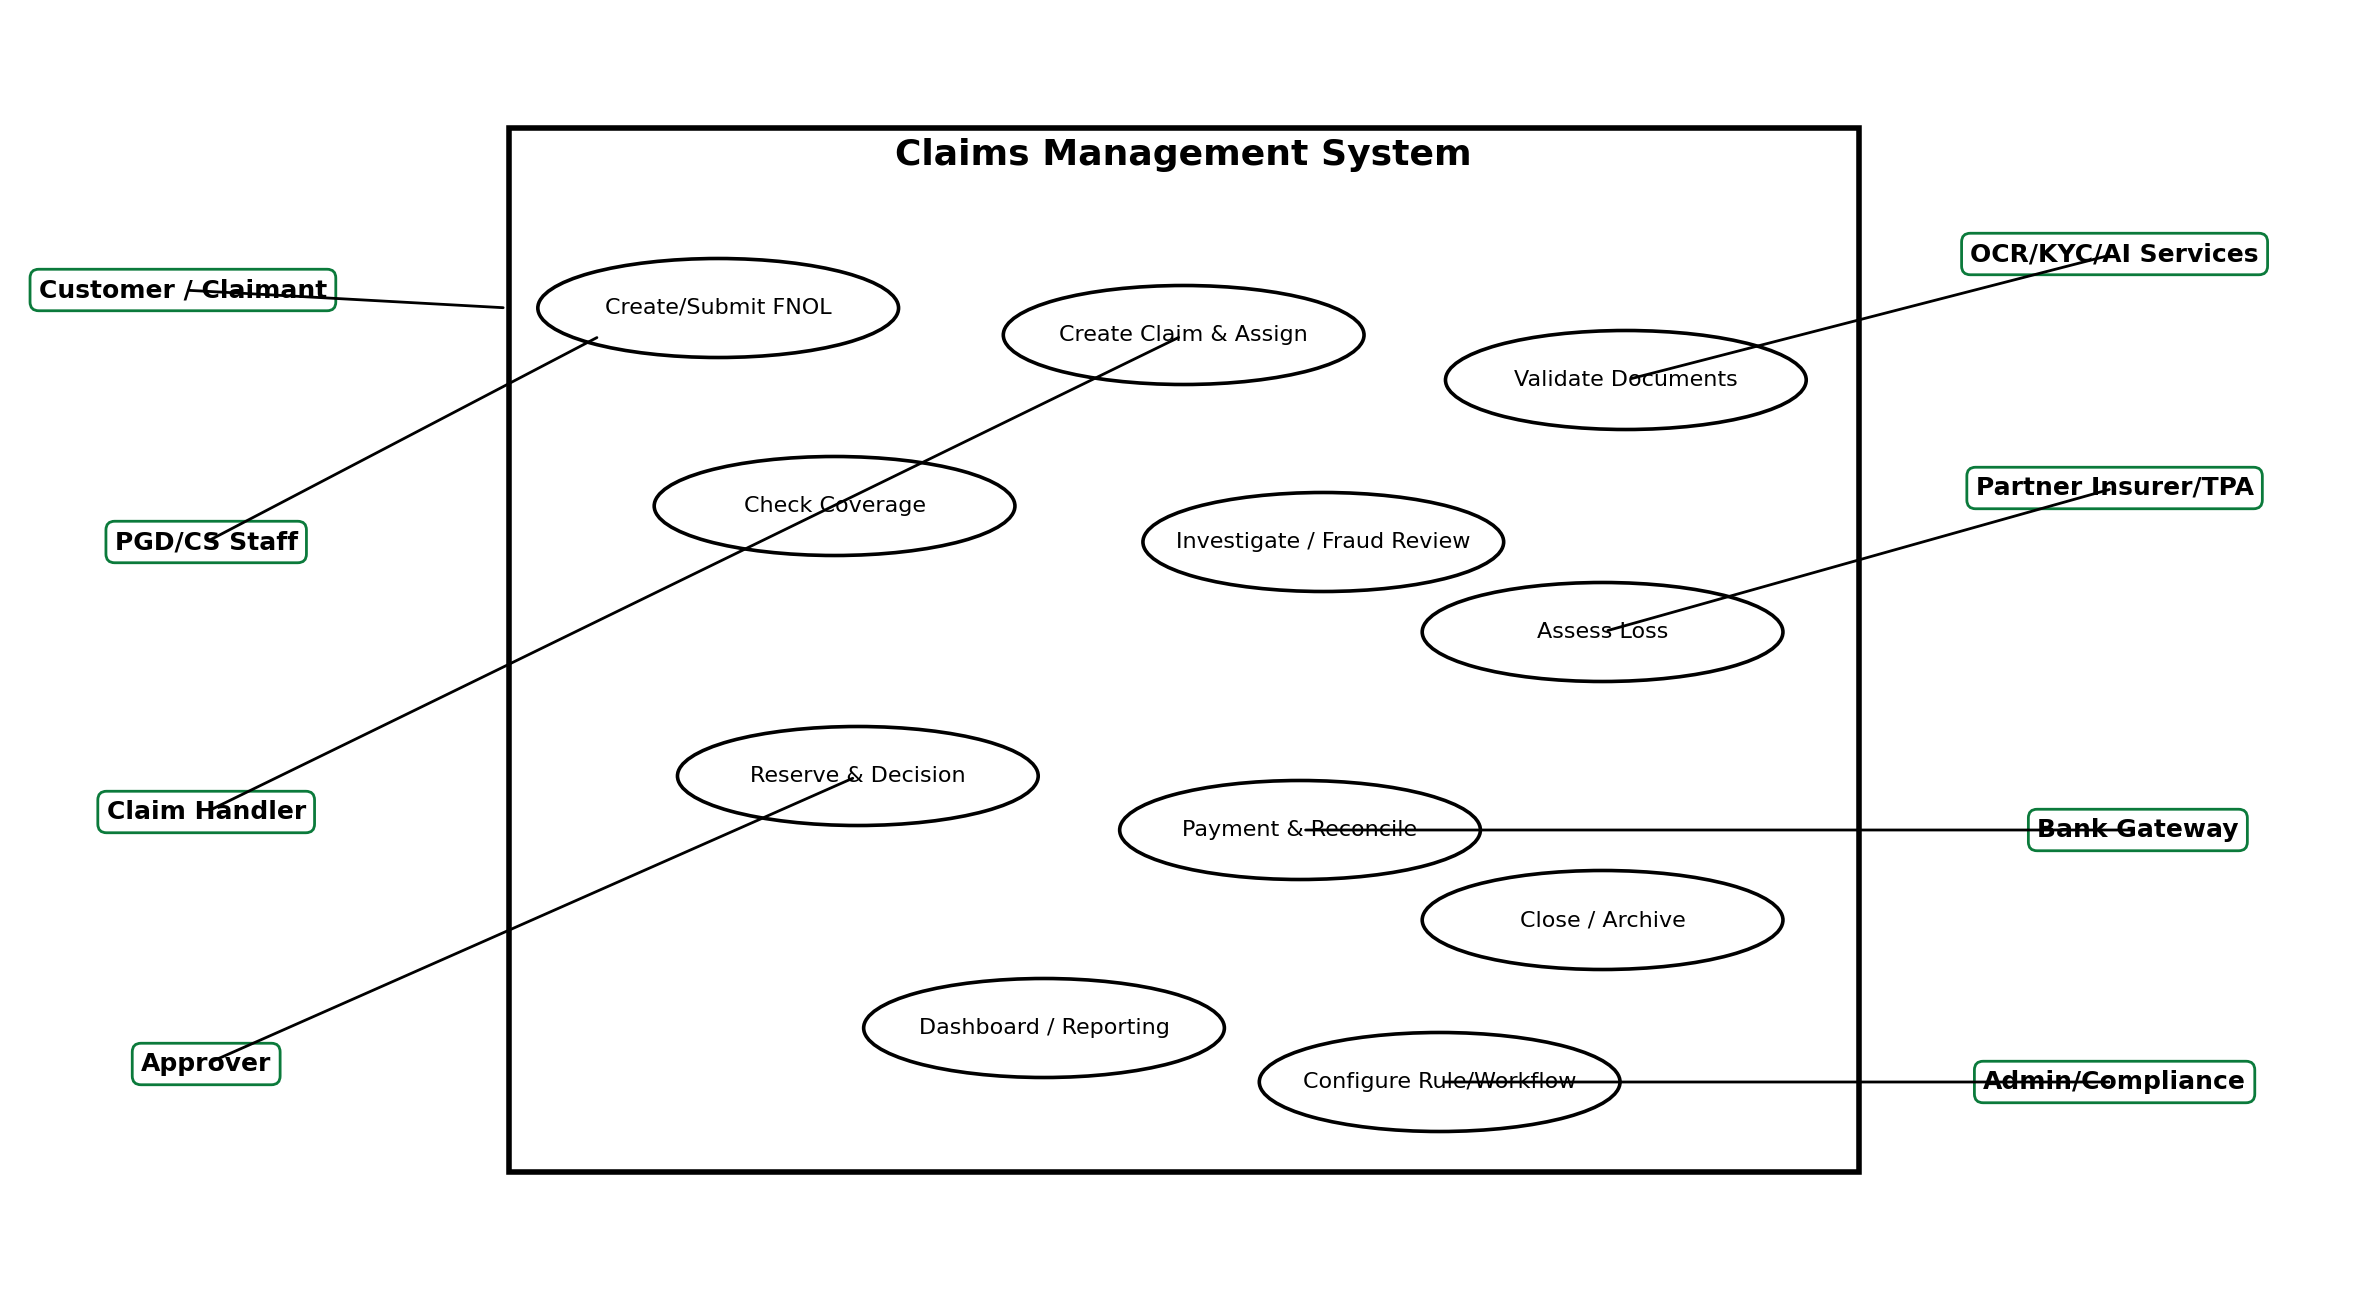 Claims Management System
Customer / Claimant
PGD/CS Staff
Claim Handler
Approver
Create/Submit FNOL
Create Claim & Assign
Validate Documents
Check Coverage
Investigate / Fraud Review
Assess Loss
Reserve & Decision
Payment & Reconcile
Close / Archive
Dashboard / Reporting
Configure Rule/Workflow
OCR/KYC/AI Services
Partner Insurer/TPA
Bank Gateway
Admin/Compliance